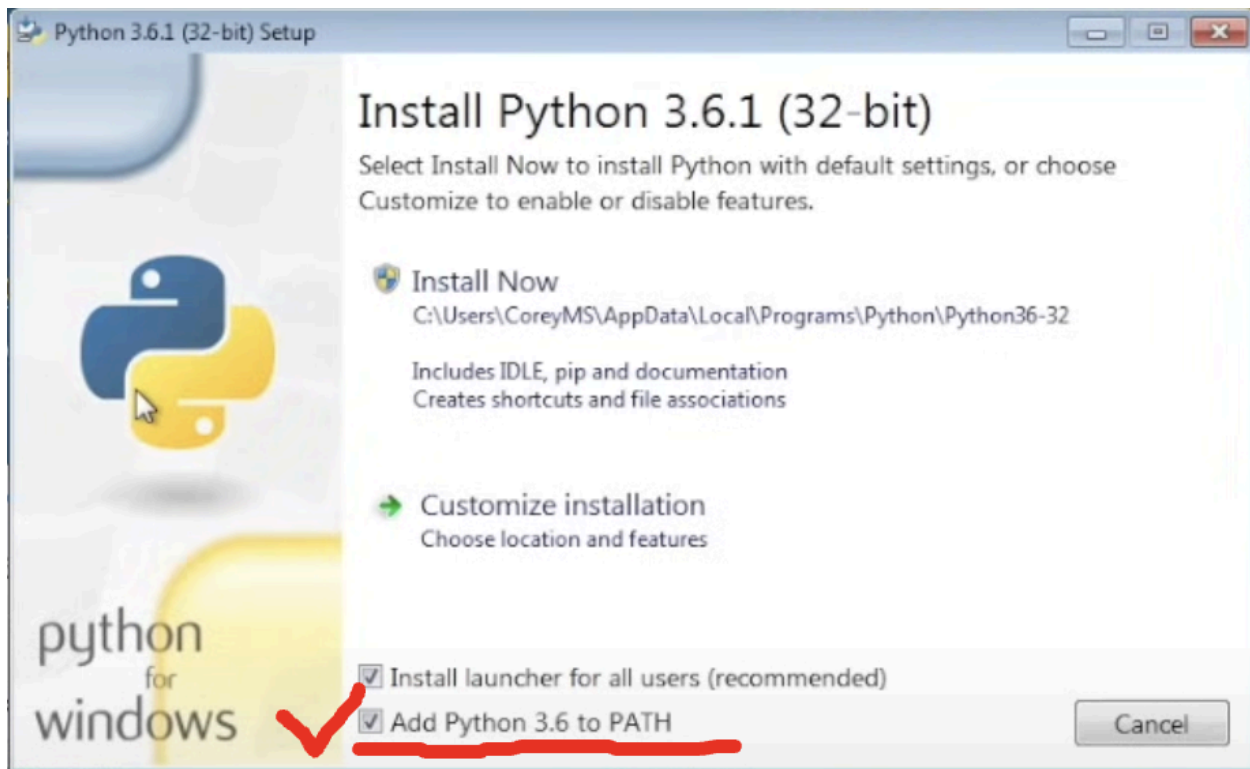 Python 3.6.1 (32-bit) Setup
Install Python 3.6.1 (32-bit)
Select Install Now to install Python with default settings, or choose
Customize to enable or disable features.
Install Now
C:\Users\CoreyMS\AppData\Local\Programs\Python\Python36-32
Includes IDLE, pip and documentation
Creates shortcuts and file associations
Customize installation
Choose location and features
python
for
windows
Install launcher for all users (recommended)
Add Python 3.6 to PATH
Cancel